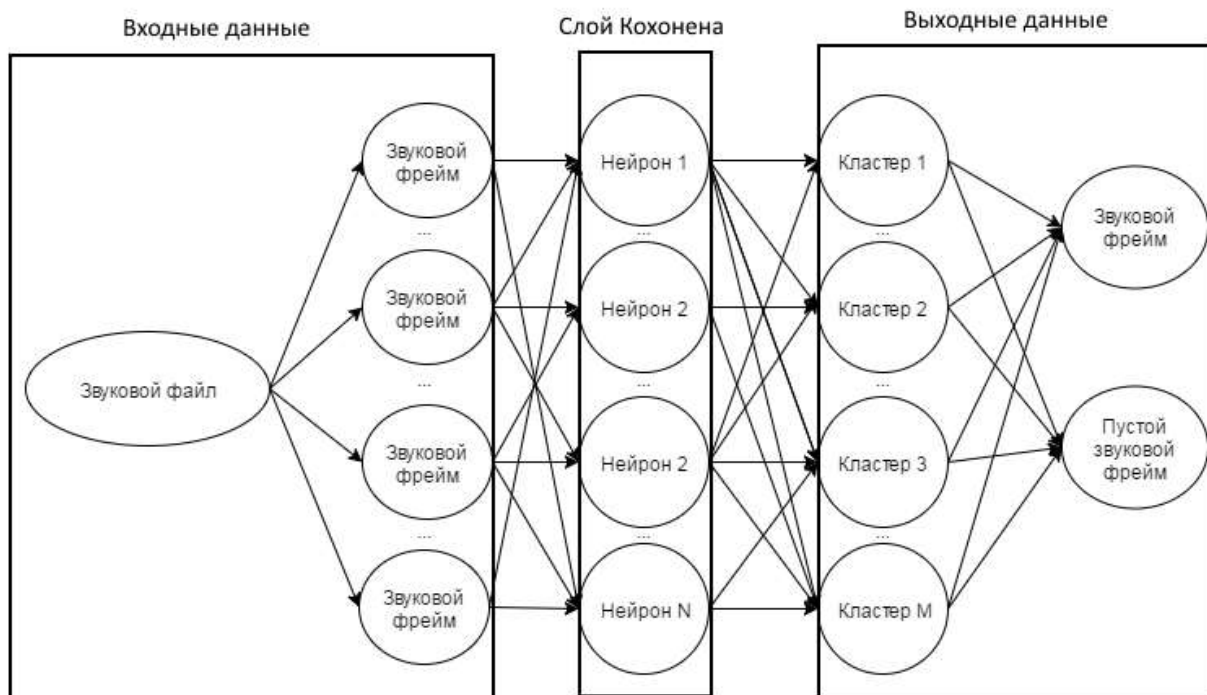 Входные данные
Слой Кохонена
Выходные данные
Звуковой файл
Звуковой
фрейм
...
Звуковой
фрейм
...
Звуковой
фрейм
...
Звуковой
фрейм
Нейрон 1
...
Нейрон 2
...
Нейрон 2
...
Нейрон N
Кластер 1
...
Кластер 2
...
Кластер 3
...
Кластер M
Звуковой
фрейм
Пустой
звуковой
фрейм